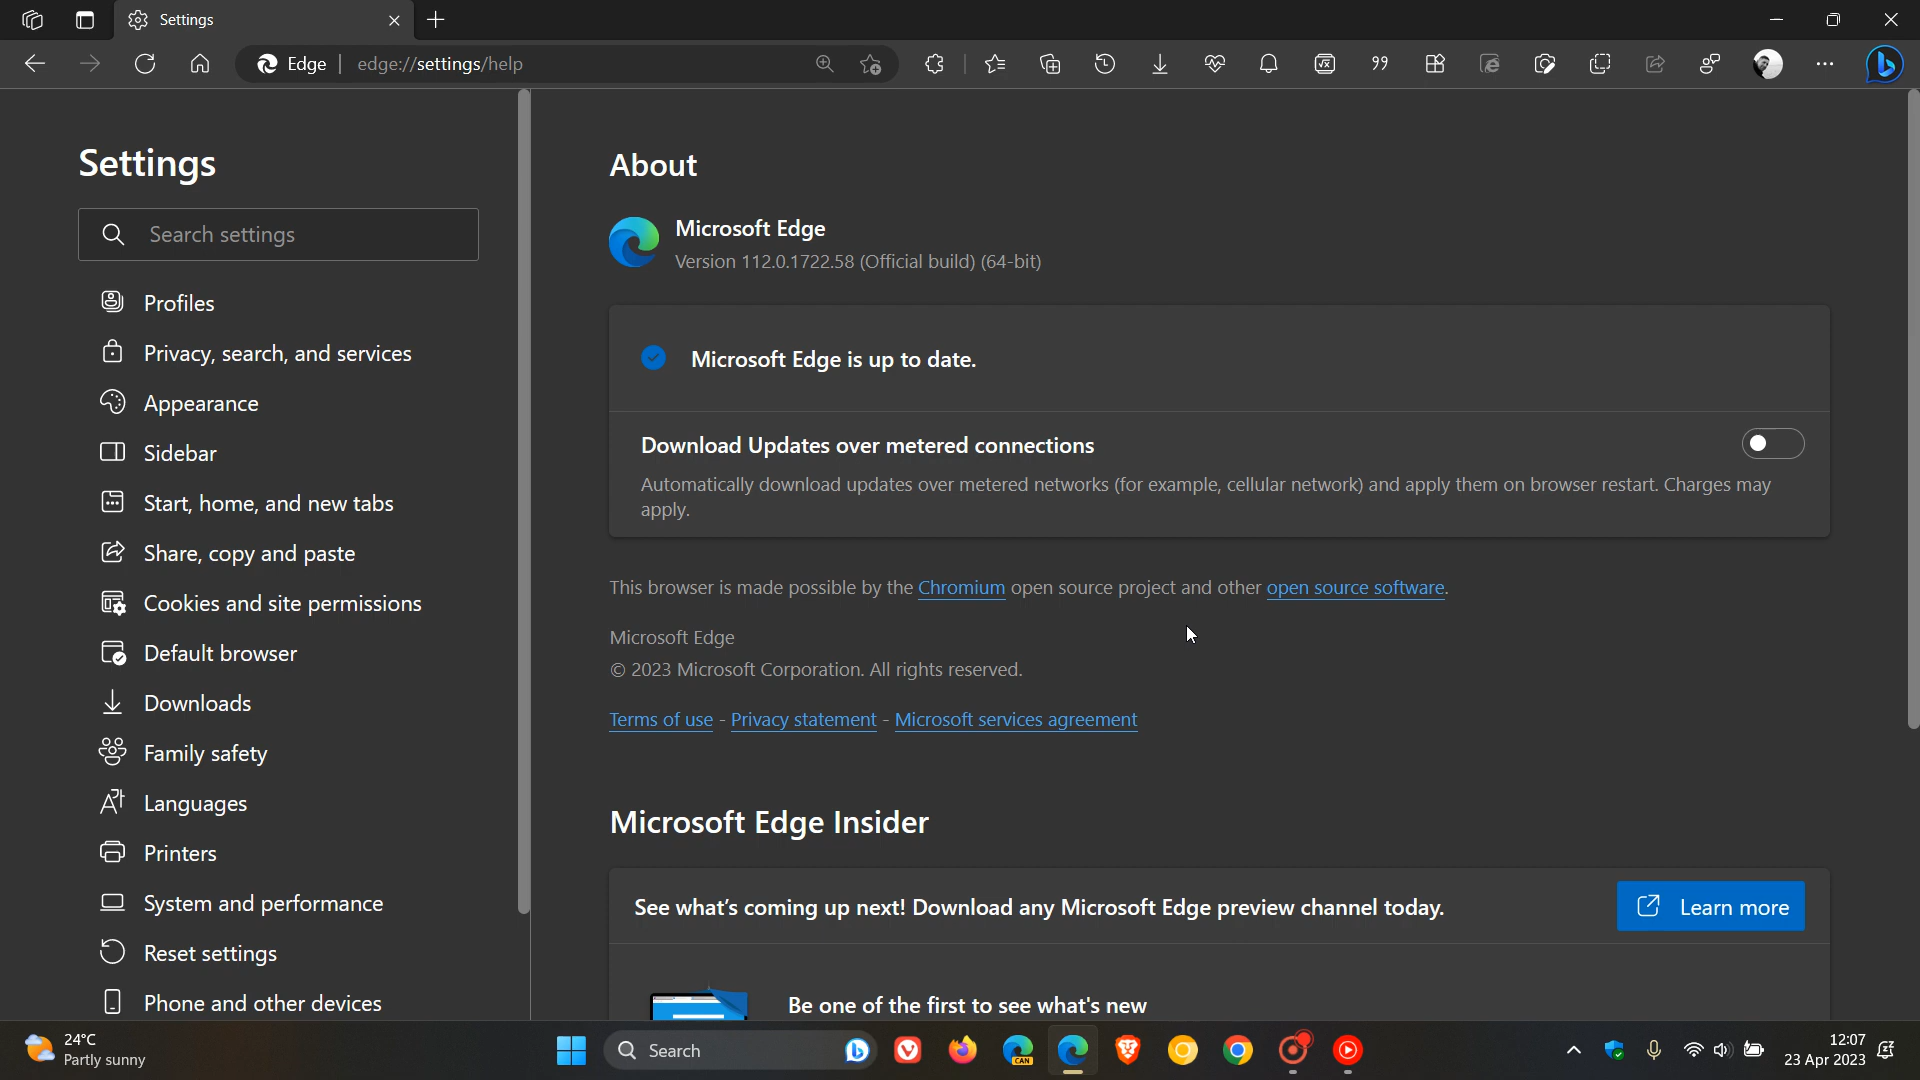 Settings
Edge
edge://settings/help
Settings
Search settings
Profiles
Privacy, search, and services
Appearance
Sidebar
Start, home, and new tabs
Share, copy and paste
Cookies and site permissions
Default browser
Downloads
Family safety
Languages
Printers
System and performance
Reset settings
Phone and other devices
About
Microsoft Edge
Version 112.0.1722.58 (Official build) (64-bit)
Microsoft Edge is up to date.
Download Updates over metered connections
Automatically download updates over metered networks (for example, cellular network) and apply them on browser restart. Charges may
apply.
This browser is made possible by the Chromium open source project and other open source software.
Microsoft Edge
© 2023 Microsoft Corporation. All rights reserved.
Terms of use - Privacy statement - Microsoft services agreement
Microsoft Edge Insider
See what's coming up next! Download any Microsoft Edge preview channel today.
Learn more
Be one of the first to see what's new
24°C
Partly sunny
Search
CAN
12:07
23 Apr 2023